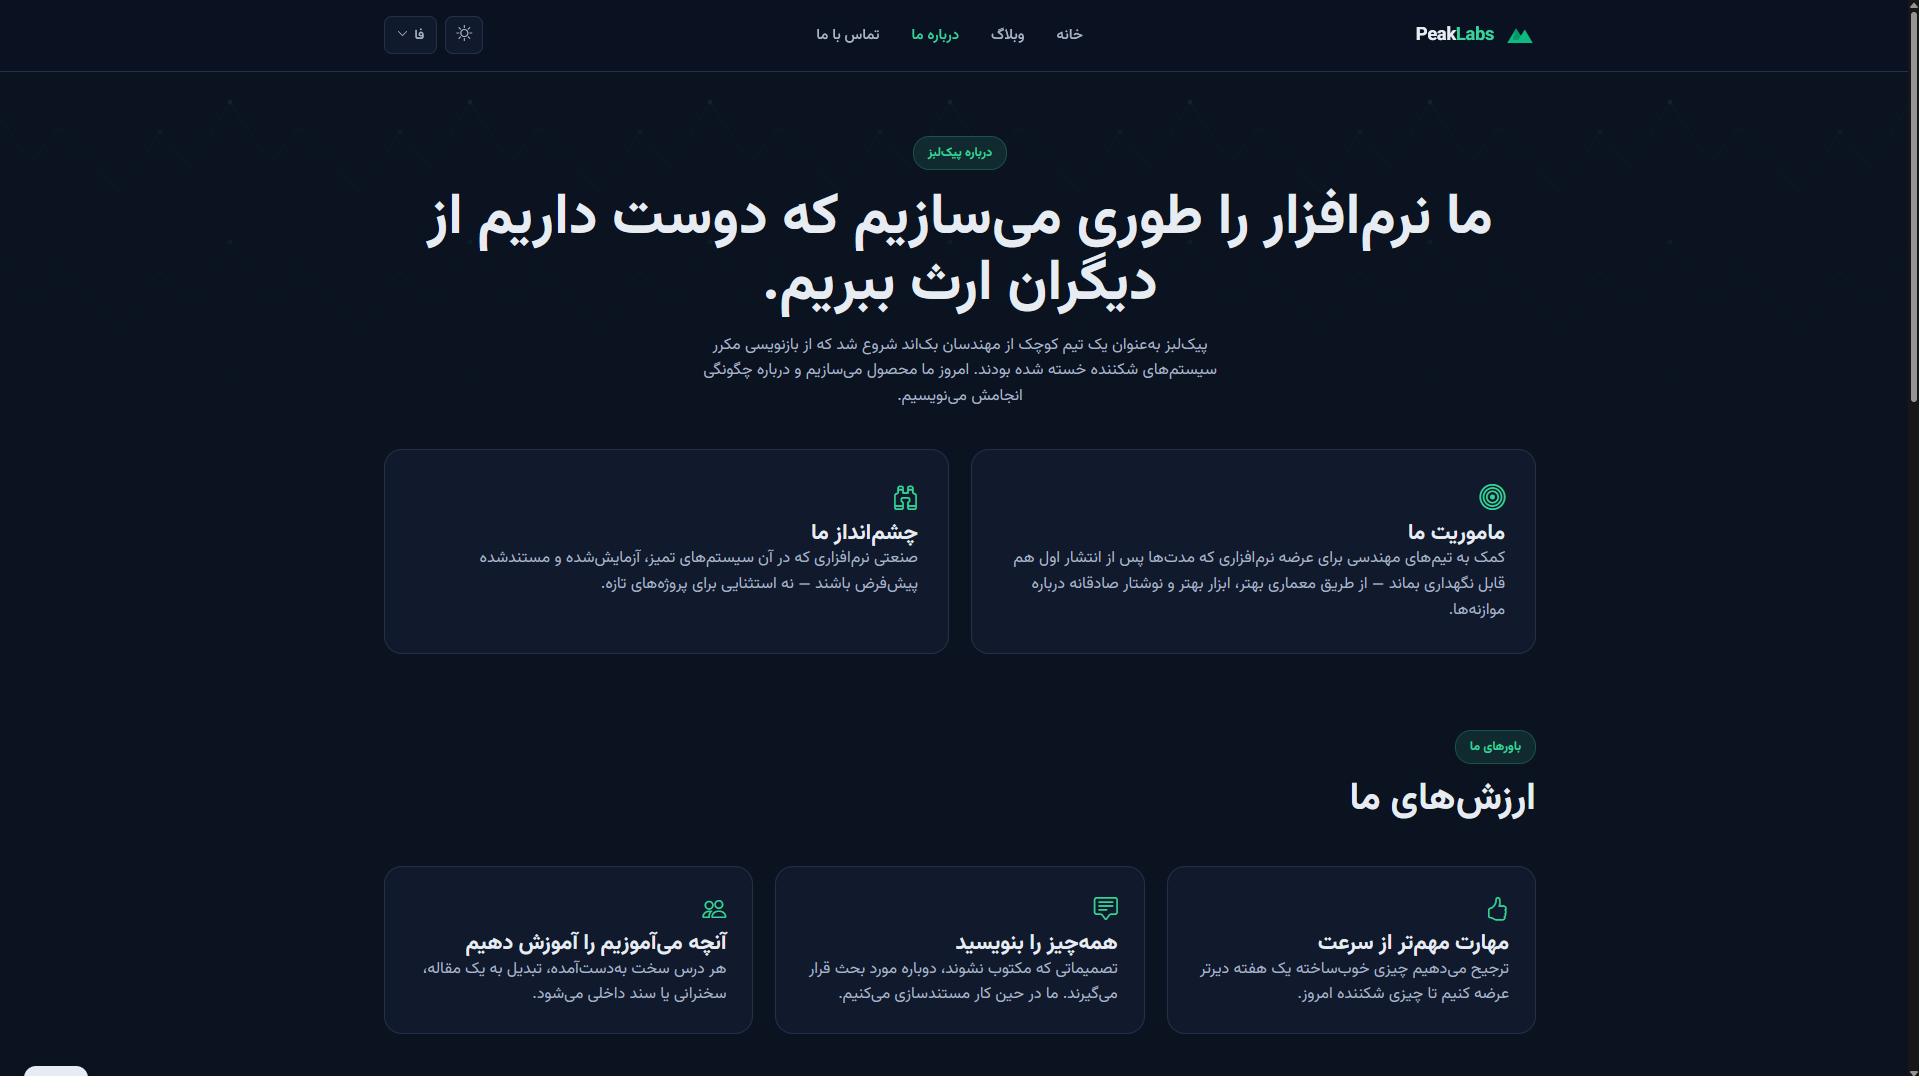 PeakLabs
خانه
وبلاگ
درباره ما
تماس با ما
فا
درباره پیک‌لبز
ما نرم‌افزار را طوری می‌سازیم که دوست داریم از
دیگران ارث ببریم.
پیک‌لبز به‌عنوان یک تیم کوچک از مهندسان بک‌اند شروع شد که از بازنویسی مکرر
سیستم‌های شکننده خسته شده بودند. امروز ما محصول می‌سازیم و درباره چگونگی
انجامش می‌نویسیم.
ماموریت ما
کمک به تیم‌های مهندسی برای عرضه نرم‌افزاری که مدت‌ها پس از انتشار اول هم
قابل نگهداری بماند — از طریق معماری بهتر، ابزار بهتر و نوشتار صادقانه درباره
موازنه‌ها.
چشم‌انداز ما
صنعتی نرم‌افزاری که در آن سیستم‌های تمیز، آزمایش‌شده و مستندشده
پیش‌فرض باشند — نه استثنایی برای پروژه‌های تازه.
باورهای ما
ارزش‌های ما
مهارت مهم‌تر از سرعت
ترجیح می‌دهیم چیزی خوب‌ساخته یک هفته دیرتر
عرضه کنیم تا چیزی شکننده امروز.
همه‌چیز را بنویسید
تصمیماتی که مکتوب نشوند، دوباره مورد بحث قرار
می‌گیرند. ما در حین کار مستندسازی می‌کنیم.
آنچه می‌آموزیم را آموزش دهیم
هر درس سخت به‌دست‌آمده، تبدیل به یک مقاله،
سخنرانی یا سند داخلی می‌شود.